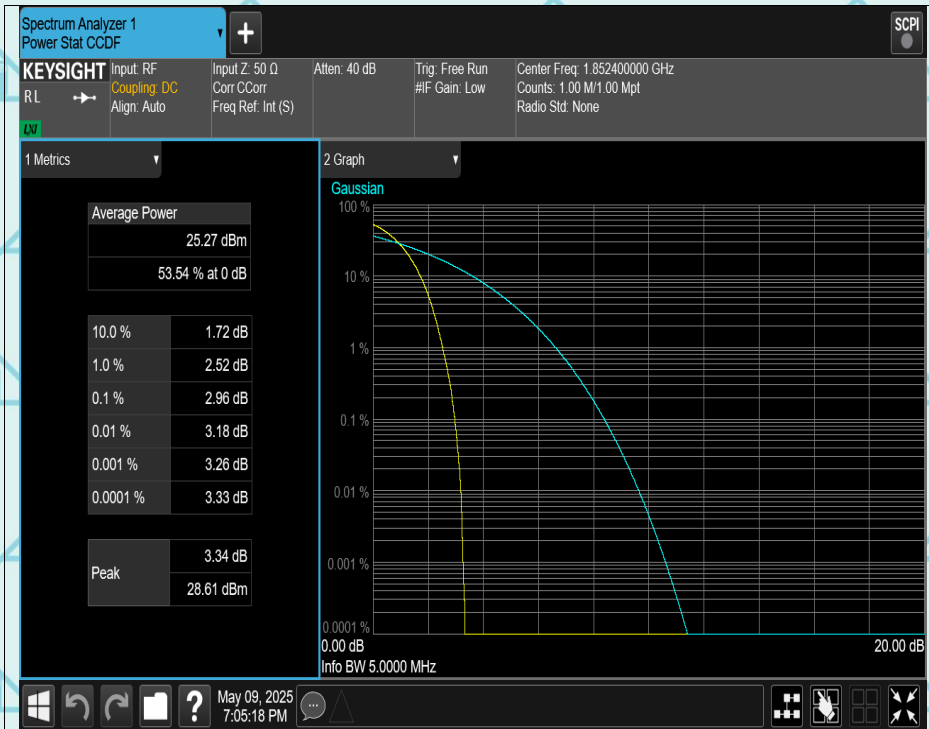 Spectrum Analyzer 1
Power Stat CCDF
+
SCPI
KEYSIGHT
R L
LXI
Input: RF
Coupling: DC
Align: Auto
Input Z: 50 Ω
Corr CCorr
Freq Ref: Int (S)
Atten: 40 dB
Trig: Free Run
#IF Gain: Low
Center Freq: 1.852400000 GHz
Counts: 1.00 M/1.00 Mpt
Radio Std: None
1 Metrics
Average Power
25.27 dBm
53.54 % at 0 dB
10.0 % 1.72 dB
1.0 % 2.52 dB
0.1 % 2.96 dB
0.01 % 3.18 dB
0.001 % 3.26 dB
0.0001 % 3.33 dB
Peak
3.34 dB
28.61 dBm
2 Graph
Gaussian
100 %
10 %
1 %
0.1 %
0.01 %
0.001 %
0.0001 %
0.00 dB 20.00 dB
Info BW 5.0000 MHz
?
May 09, 2025
7:05:18 PM